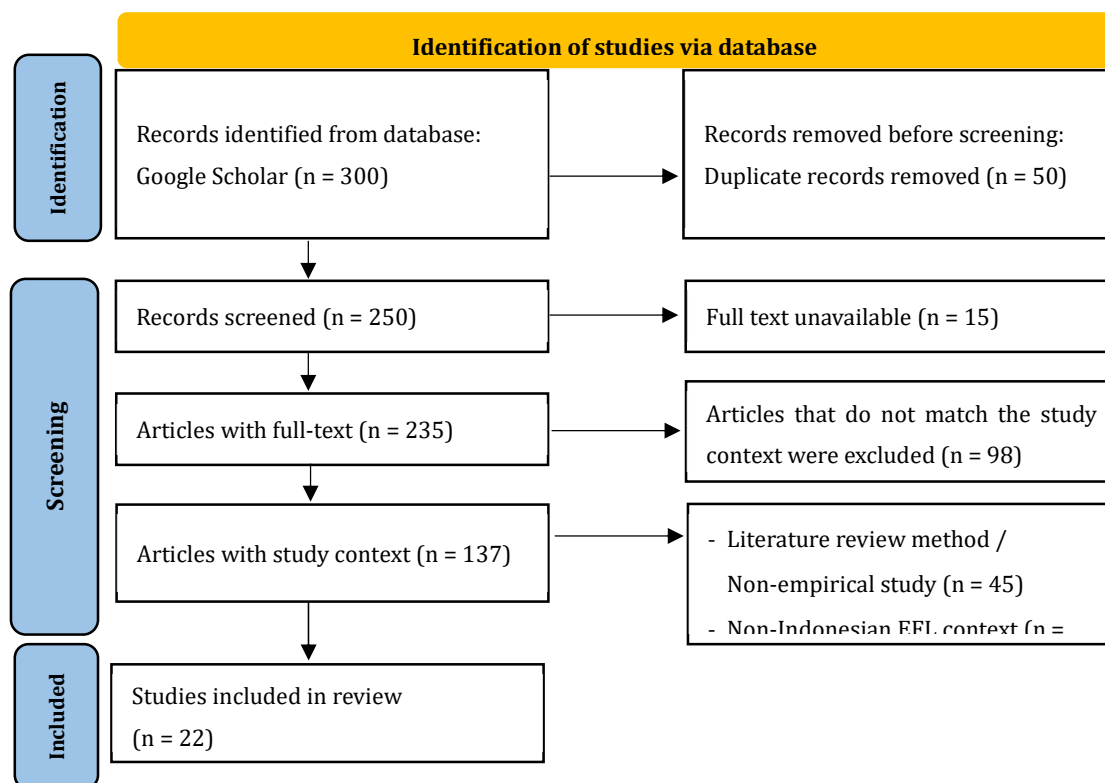 Identification of studies via database
Identification
Records identified from database:
Google Scholar (n = 300)
Records removed before screening:
Duplicate records removed (n = 50)
Screening
Records screened (n = 250)
Full text unavailable (n = 15)
Articles with full-text (n = 235)
Articles that do not match the study
context were excluded (n = 98)
Articles with study context (n = 137)
- Literature review method /
Non-empirical study (n = 45)
- Non-Indonesian EFL context (n =
Included
Studies included in review
(n = 22)